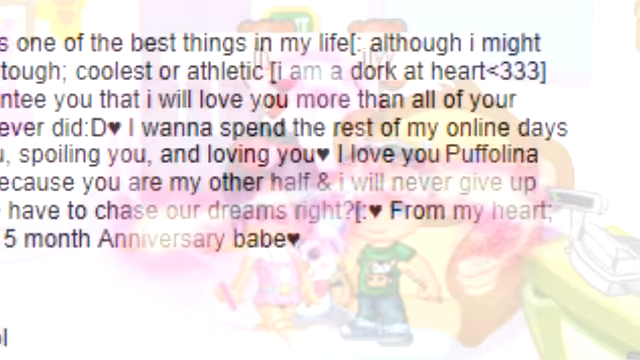 s one of the best things in my life[: although i might
tough; coolest or athletic [i am a dork at heart<333]
ntee you that i will love you more than all of your
ever did:D♥ I wanna spend the rest of my online days
, spoiling you, and loving you♥ I love you Puffolina
ecause you are my other half & i will never give up
have to chase our dreams right?[:♥ From my heart;
5 month Anniversary babe♥